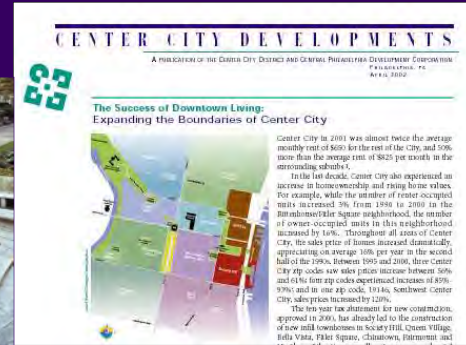 CENTER CITY DEVELOPMENTS
A PUBLICATION OF THE CENTER CITY DISTRICT AND CENTRAL PHILADELPHIA DEVELOPMENT CORPORATION
PHILADELPHIA, PA
APRIL 2002
The Success of Downtown Living:
Expanding the Boundaries of Center City
Center City in 2001 was almost twice the average
monthly rent of $650 for the rest of the City, and 50%
more than the average rent of $825 per month in the
surrounding suburbs
In the last decade, Center City also experienced an
increase in homeownership and rising home values.
For example, while the number of renter occupied
units increased 3% from 1990 to 2000 in the
Rittenhouse/Fitler Square neighborhood, the number
of owner-occupied units in this neighborhood
increased by 16%. Throughout all areas of Center
City, the sales price of homes increased dramatically,
appreciating on average 16% per year in the second
half of the 1990s. Between 1995 and 2000, three Center
City zip codes saw sales prices increase between 50%
and 61%; four zip codes experienced increases of 85%-
93%; and in one zip code, 19146, Southwest Center
City, sales prices increased by 120%.
The ten year tax abatement for new construction,
approved in 2000, has already led to the construction
of new infill townhouses in Society Hill, Queen Village,
Bella Vista, Fitler Square, Chinatown, Fairmount and